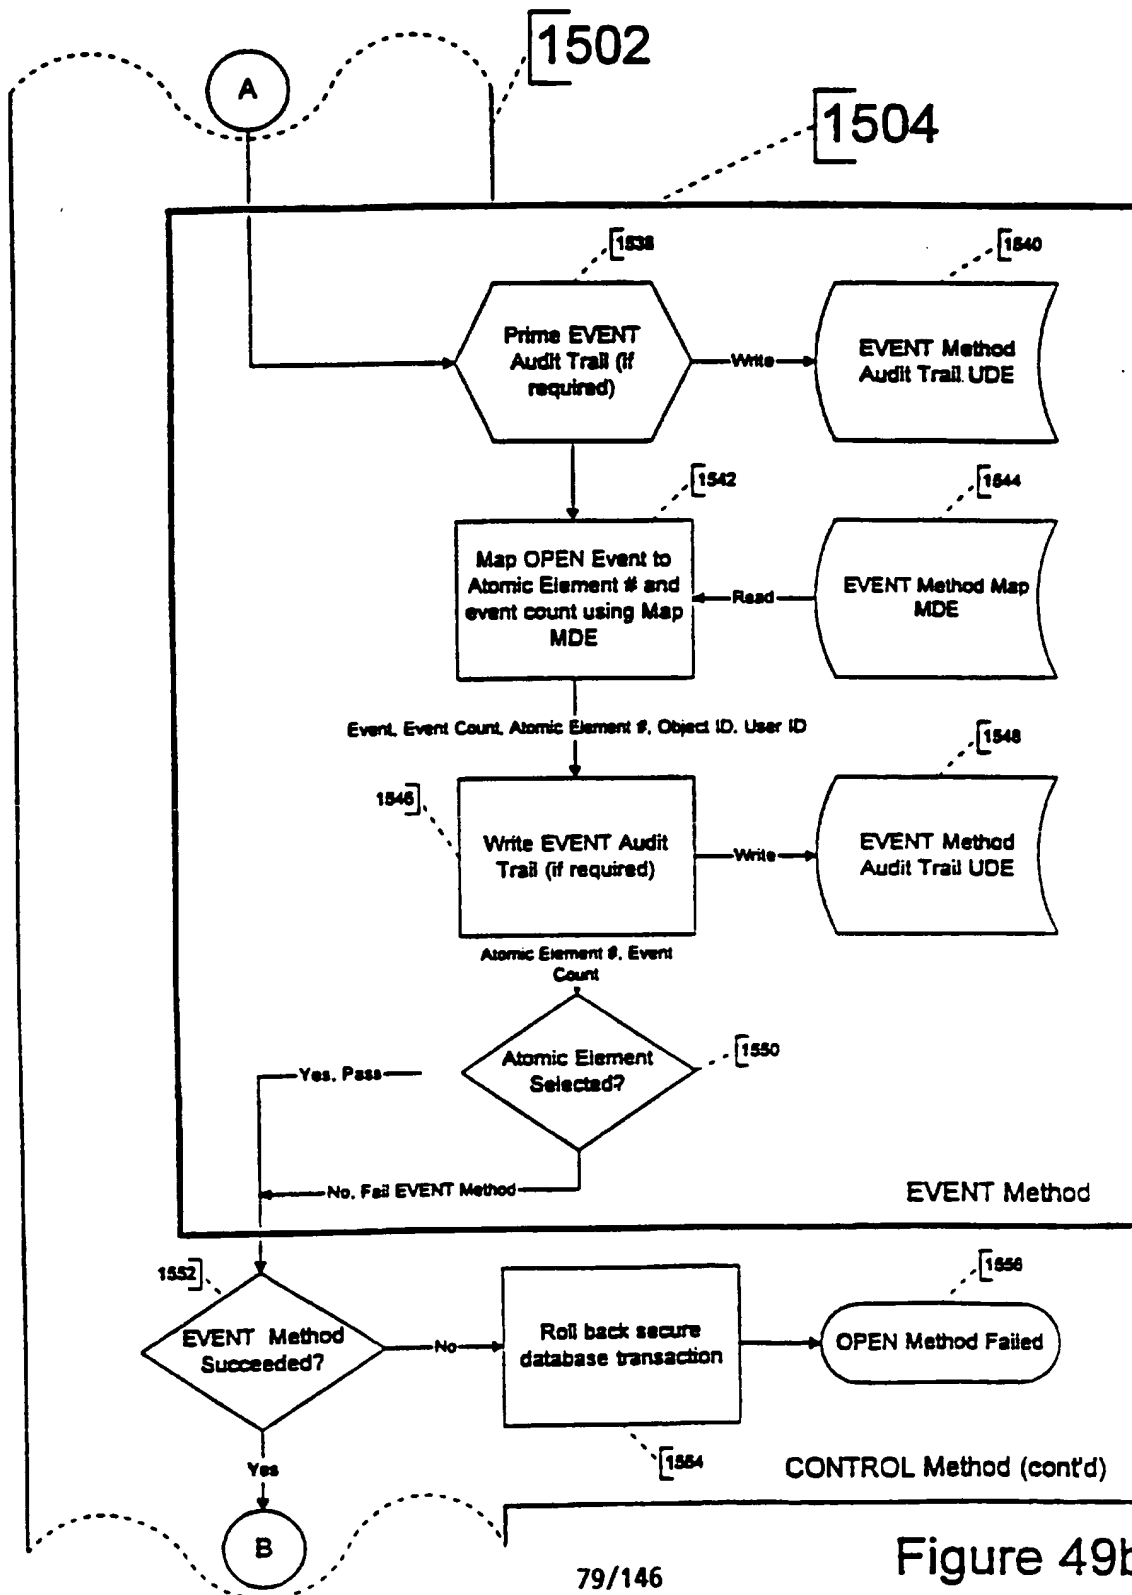 1502
A
1504
1538
1540
Prime EVENT
Audit Trail (if
required)
Write
EVENT Method
Audit Trail UDE
1542
1544
Map OPEN Event to
Atomic Element # and
event count using Map
MDE
Read
EVENT Method Map
MDE
Event, Event Count, Atomic Element #, Object ID, User ID
1548
1546
Write EVENT Audit
Trail (if required)
Write
EVENT Method
Audit Trail UDE
Atomic Element #, Event
Count
1550
Atomic Element
Selected?
Yes, Pass
No, Fail EVENT Method
EVENT Method
1552
1556
EVENT Method
Succeeded?
No
Roll back secure
database transaction
OPEN Method Failed
1554
Yes
CONTROL Method (cont'd)
B
Figure 49b
79/146